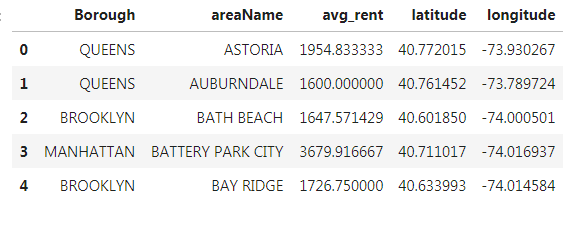 Borough areaName avg_rent latitude longitude
0 QUEENS ASTORIA 1954.833333 40.772015 -73.930267
1 QUEENS AUBURNDALE 1600.000000 40.761452 -73.789724
2 BROOKLYN BATH BEACH 1647.571429 40.601850 -74.000501
3 MANHATTAN BATTERY PARK CITY 3679.916667 40.711017 -74.016937
4 BROOKLYN BAY RIDGE 1726.750000 40.633993 -74.014584